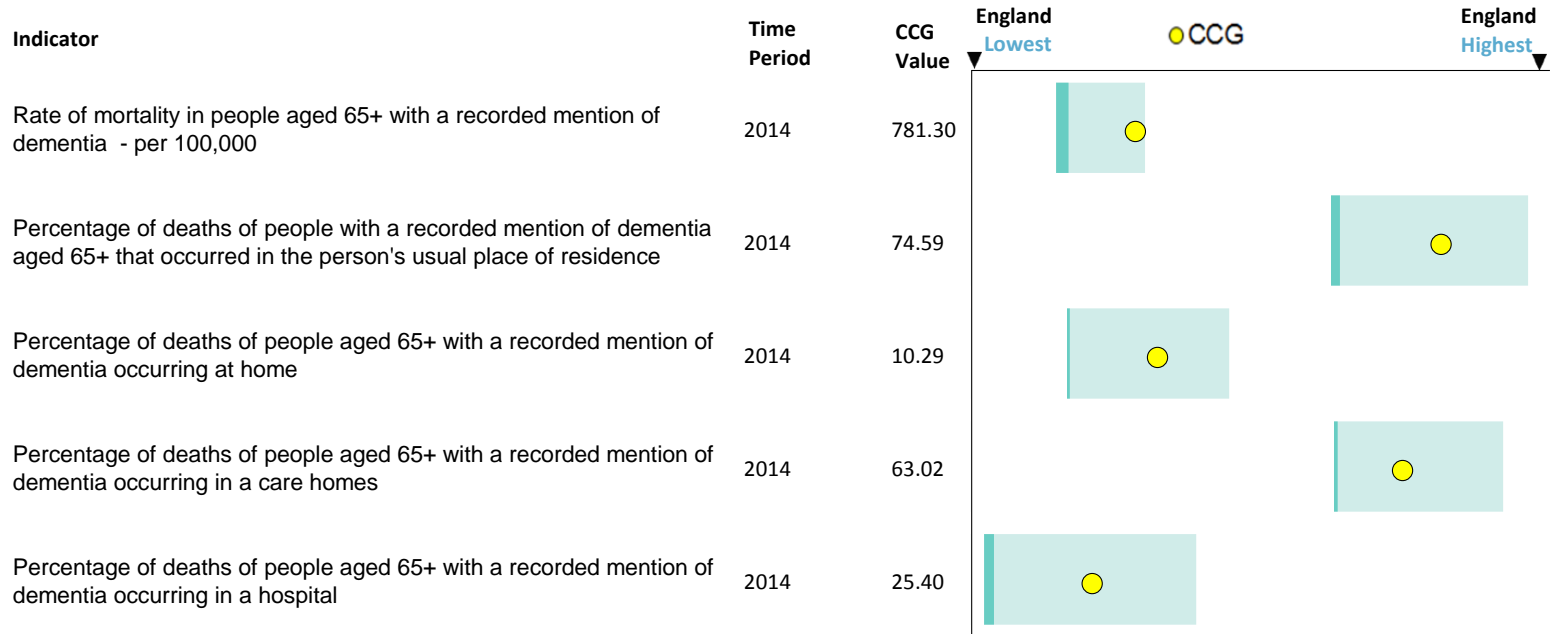 Indicator
Time Period
CCG Value
England Lowest
CCG
England Highest
Rate of mortality in people aged 65+ with a recorded mention of
dementia - per 100,000
2014
781.30
Percentage of deaths of people with a recorded mention of dementia
aged 65+ that occurred in the person's usual place of residence
2014
74.59
Percentage of deaths of people aged 65+ with a recorded mention of
dementia occurring at home
2014
10.29
Percentage of deaths of people aged 65+ with a recorded mention of
dementia occurring in a care homes
2014
63.02
Percentage of deaths of people aged 65+ with a recorded mention of
dementia occurring in a hospital
2014
25.40